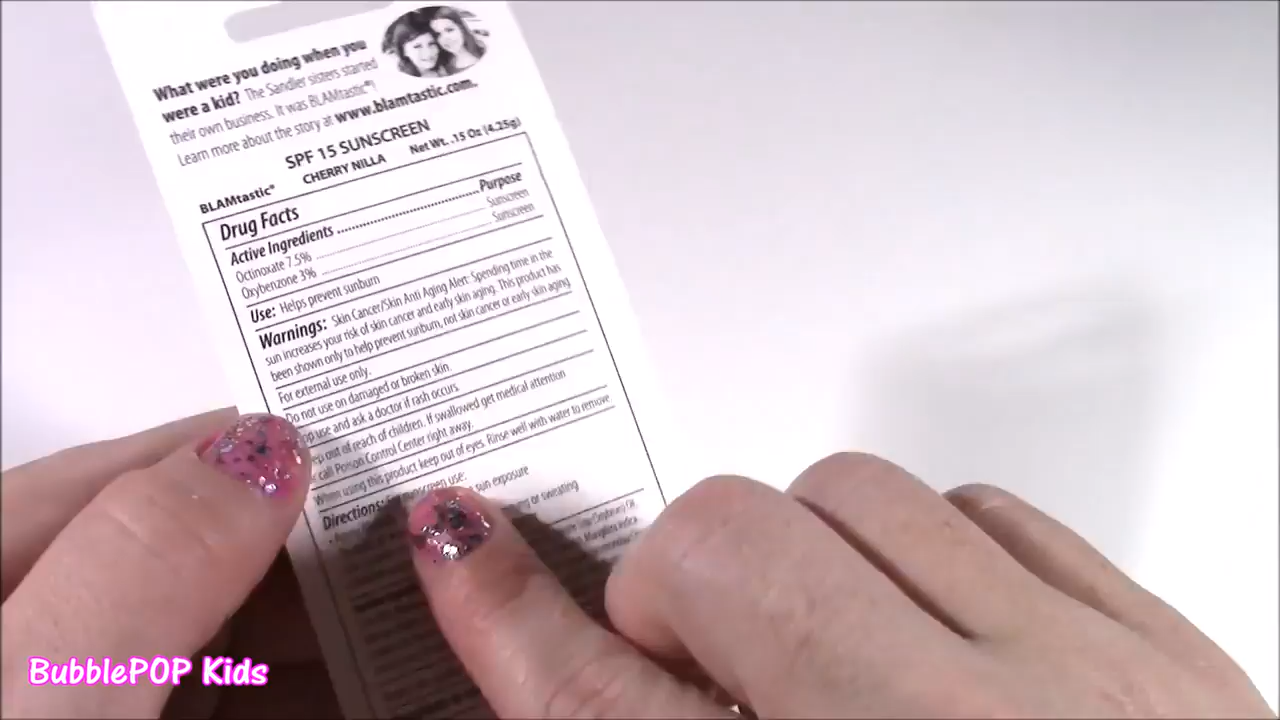 What were you doing when you
were a kid? The Sandler sisters started
their own business. It was BLAMtastic®!
Learn more about the story at www.blamtastic.com.
SPF 15 SUNSCREEN
BLAMtastic® CHERRY NILLA Net Wt. .15 Oz (4.25g)
Drug Facts
Active Ingredients Purpose
Octinoxate 7.5% Sunscreen
Oxybenzone 3% Sunscreen
Use: Helps prevent sunburn
Warnings: Skin Cancer/Skin Anti Aging Alert: Spending time in the
sun increases your risk of skin cancer and early skin aging. This product has
been shown only to help prevent sunburn, not skin cancer or early skin aging.
For external use only.
Do not use on damaged or broken skin.
op use and ask a doctor if rash occurs.
ep out of reach of children. If swallowed get medical attention
call Poison Control Center right away.
When using this product keep out of eyes. Rinse well with water to remove.
Directions: For sunscreen use:
sun exposure
or sweating
BubblePOP Kids